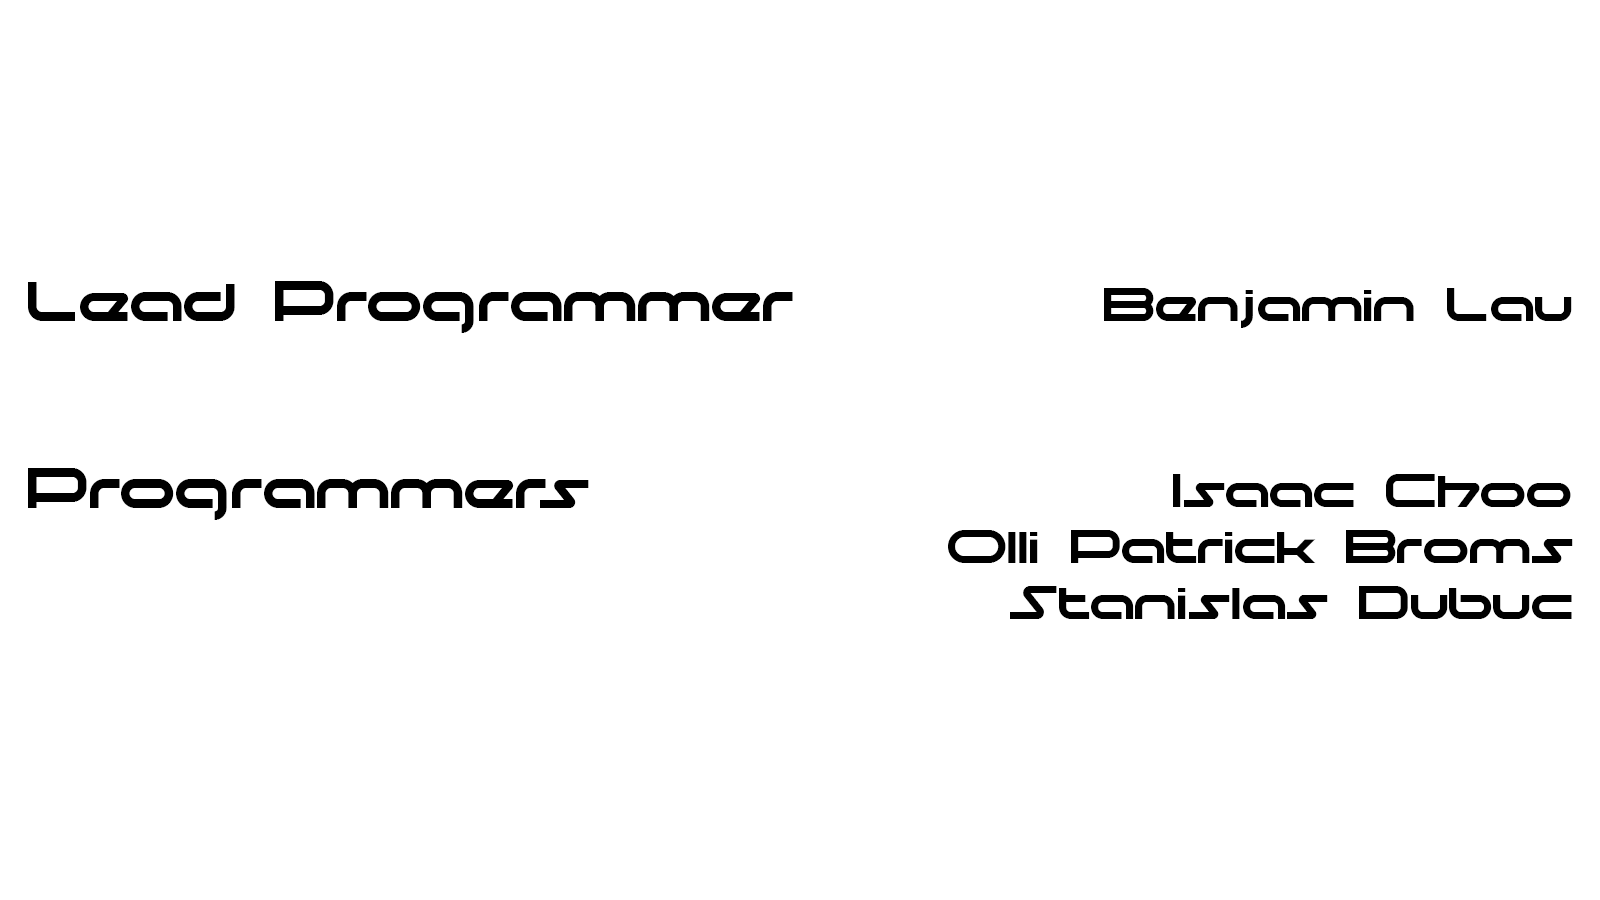 Lead Programmer
Benjamin Lau
Programmers
Isaac Choo
Olli Patrick Broms
Stanislas Dubuc